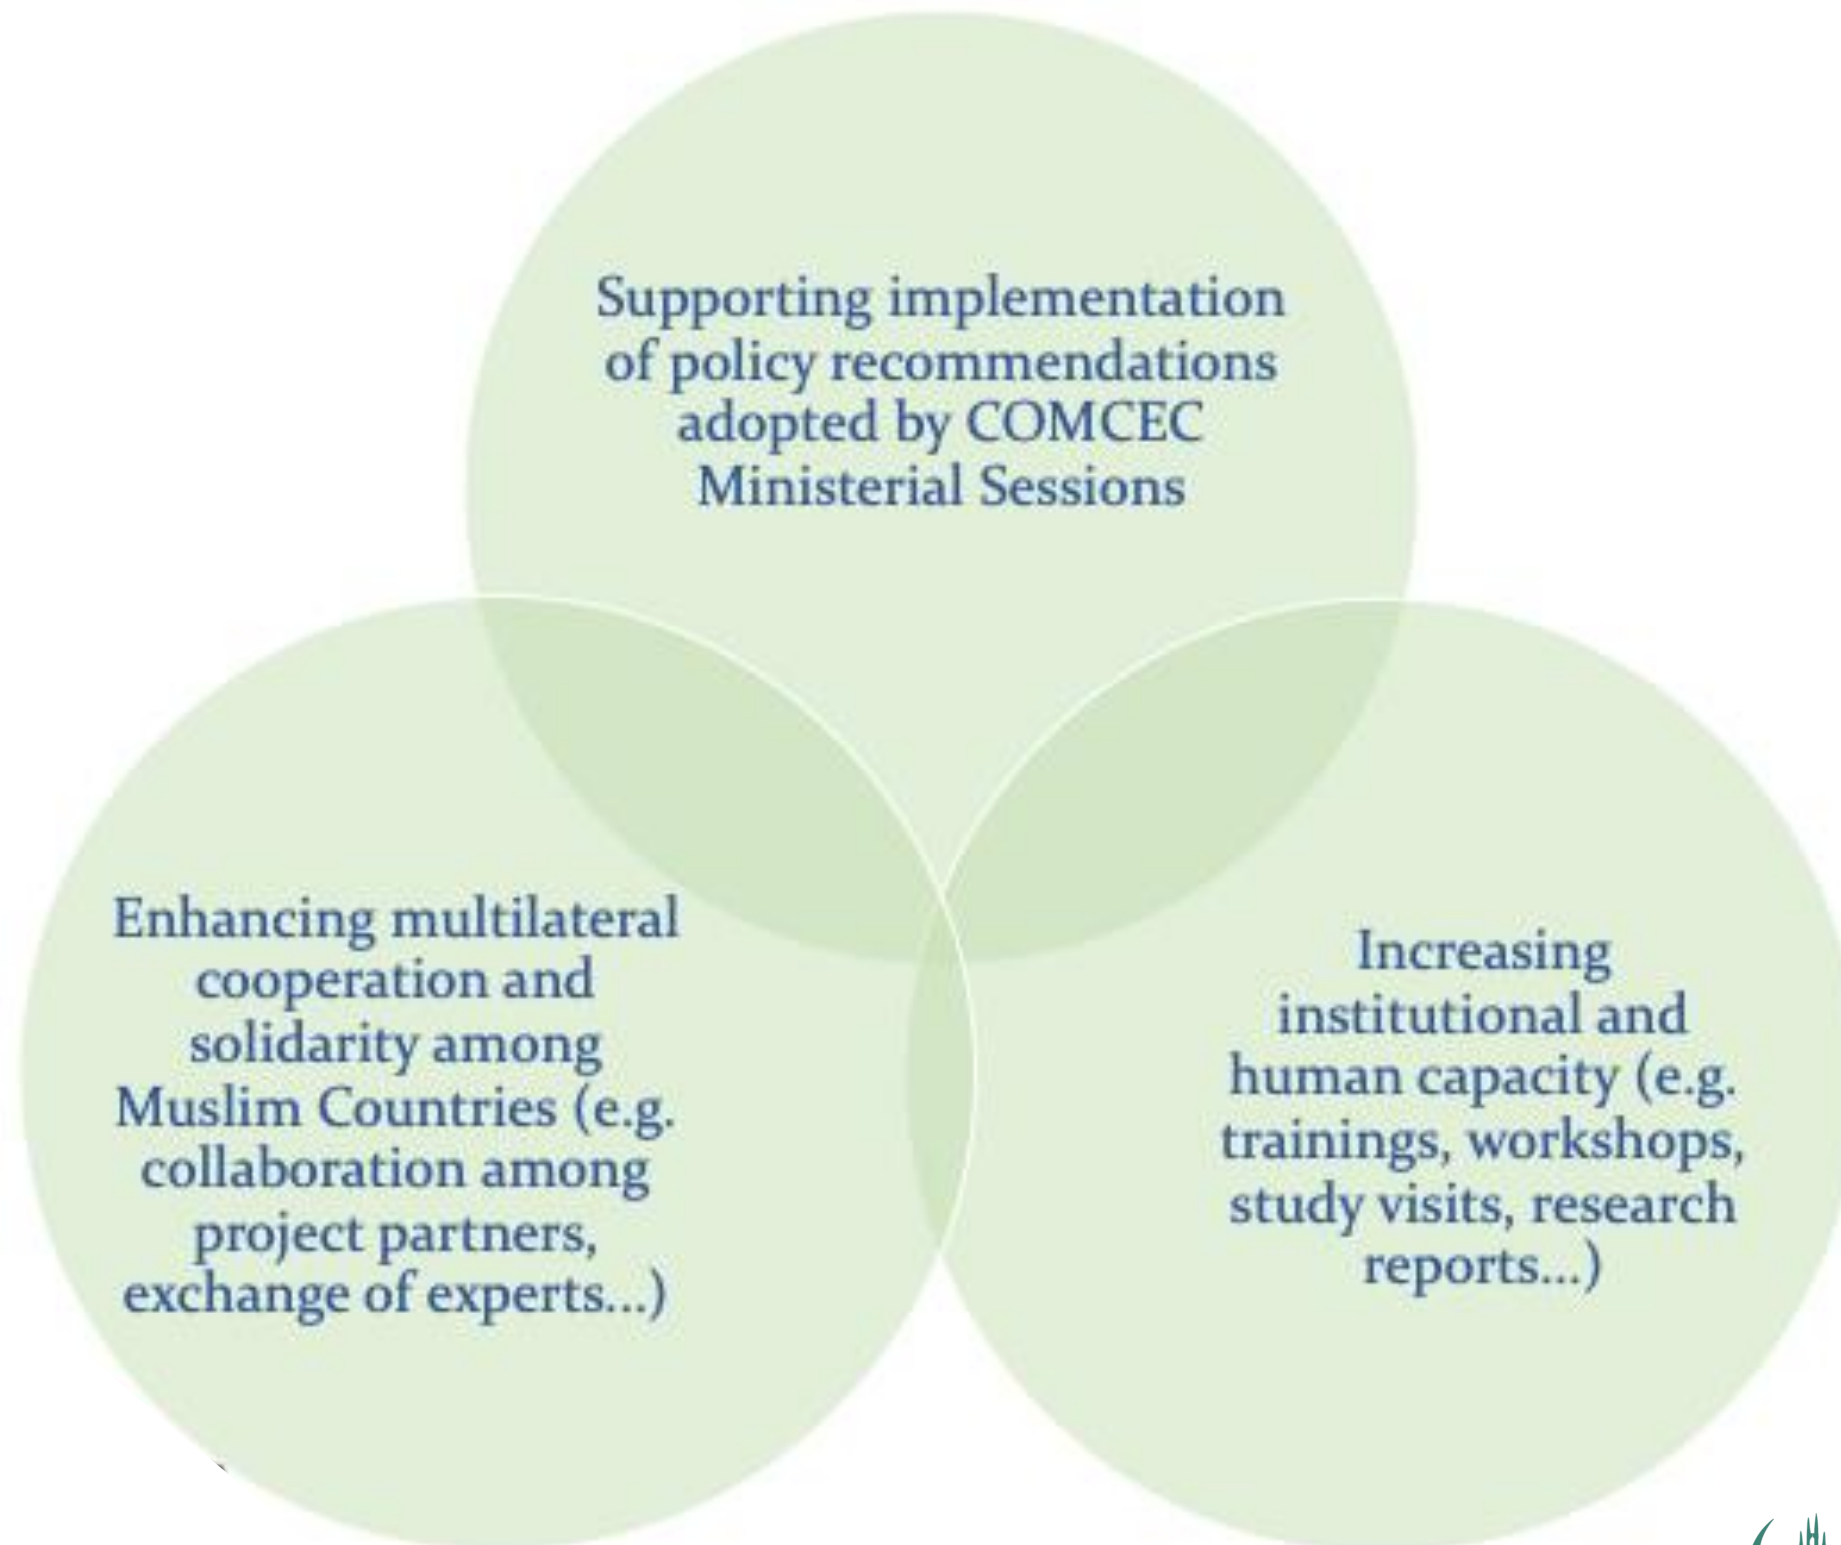 Supporting implementation
of policy recommendations
adopted by COMCEC
Ministerial Sessions
Enhancing multilateral
cooperation and
solidarity among
Muslim Countries (e.g.
collaboration among
project partners,
exchange of experts...)
Increasing
institutional and
human capacity (e.g.
trainings, workshops,
study visits, research
reports...)